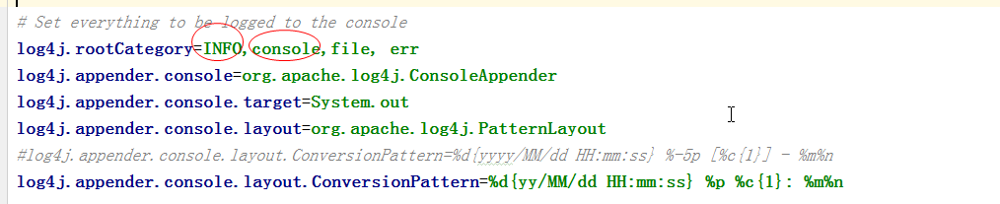 # Set everything to be logged to the console
log4j.rootCategory=INFO,console,file, err
log4j.appender.console=org.apache.log4j.ConsoleAppender
log4j.appender.console.target=System.out
log4j.appender.console.layout=org.apache.log4j.PatternLayout
#log4j.appender.console.layout.ConversionPattern=%d{yyyy/MM/dd HH:mm:ss} %-5p [%c{1}] - %m%n
log4j.appender.console.layout.ConversionPattern=%d{yy/MM/dd HH:mm:ss} %p %c{1}: %m%n